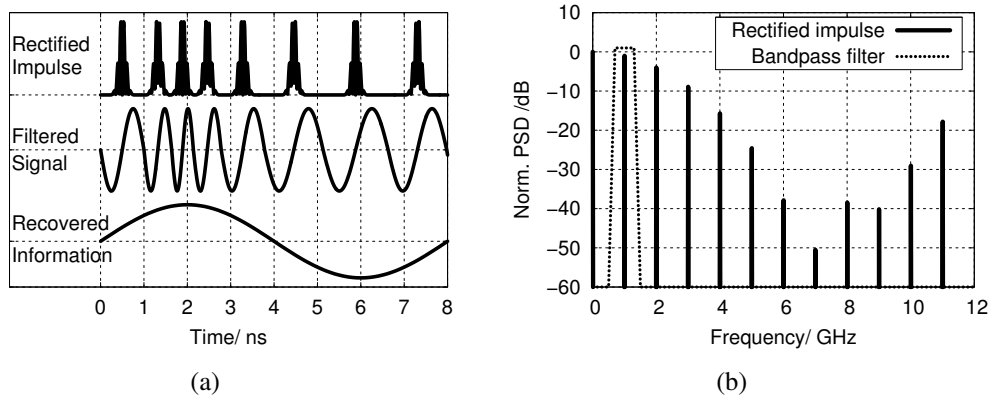 Rectified
Impulse
Filtered
Signal
Recovered
Information
0 1 2 3 4 5 6 7 8
Time/ ns
(a)
10
0
−10
−20
−30
−40
−50
−60
Norm. PSD /dB
Rectified impulse
Bandpass filter
0 2 4 6 8 10 12
Frequency/ GHz
(b)